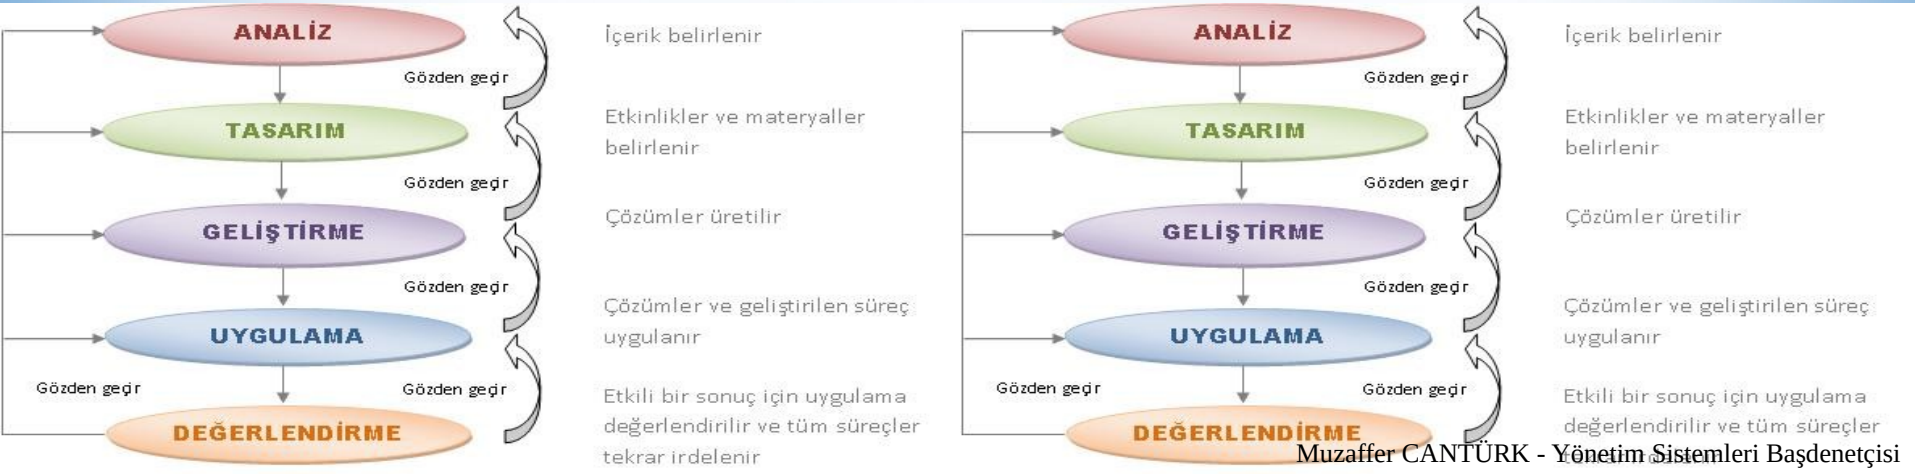 ANALİZ
İçerik belirlenir
Gözden geçir
TASARIM
Etkinlikler ve materyaller
belirlenir
Gözden geçir
GELİŞTİRME
Çözümler üretilir
Gözden geçir
UYGULAMA
Çözümler ve geliştirilen süreç
uygulanır
Gözden geçir
Gözden geçir
DEĞERLENDİRME
Etkili bir sonuç için uygulama
değerlendirilir ve tüm süreçler
tekrar irdelenir
ANALİZ
İçerik belirlenir
Gözden geçir
TASARIM
Etkinlikler ve materyaller
belirlenir
Gözden geçir
GELİŞTİRME
Çözümler üretilir
Gözden geçir
UYGULAMA
Çözümler ve geliştirilen süreç
uygulanır
Gözden geçir
Gözden geçir
DEĞERLENDİRME
Etkili bir sonuç için uygulama
değerlendirilir ve tüm süreçler
Muzaffer CANTÜRK - Yönetim Sistemleri Başdenetçisi